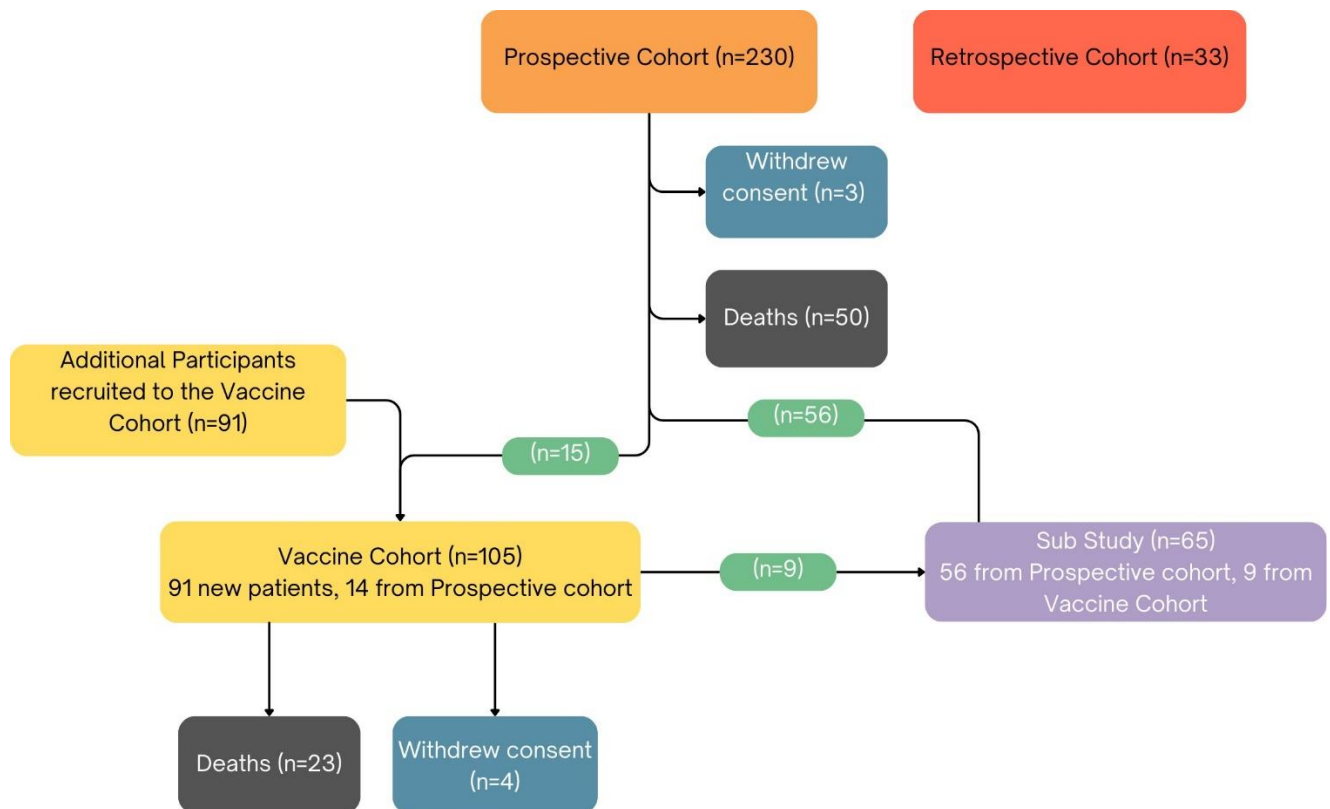 Prospective Cohort (n=230)
Retrospective Cohort (n=33)
Withdrew
consent (n=3)
Deaths (n=50)
Additional Participants
recruited to the Vaccine
Cohort (n=91)
(n=56)
(n=15)
Vaccine Cohort (n=105)
91 new patients, 14 from Prospective cohort
(n=9)
Sub Study (n=65)
56 from Prospective cohort, 9 from
Vaccine Cohort
Deaths (n=23)
Withdrew consent
(n=4)